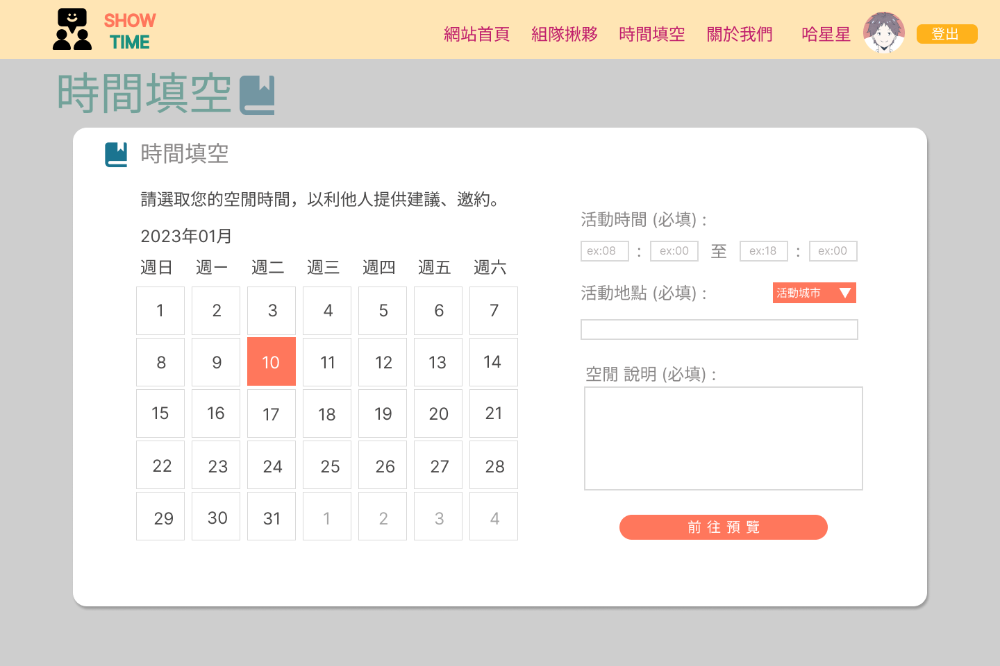 SHOW
TIME
網站首頁 組隊揪夥 時間填空 關於我們 哈星星 登出
時間填空
時間填空
請選取您的空閒時間，以利他人提供建議、邀約。
2023年01月
週日 週一 週二 週三 週四 週五 週六
1 2 3 4 5 6 7
8 9 10 11 12 13 14
15 16 17 18 19 20 21
22 23 24 25 26 27 28
29 30 31 1 2 3 4
活動時間 (必填) :
ex:08 : ex:00 至 ex:18 : ex:00
活動地點 (必填) : 活動城市 ▼
空閒 說明 (必填) :
前往預覽